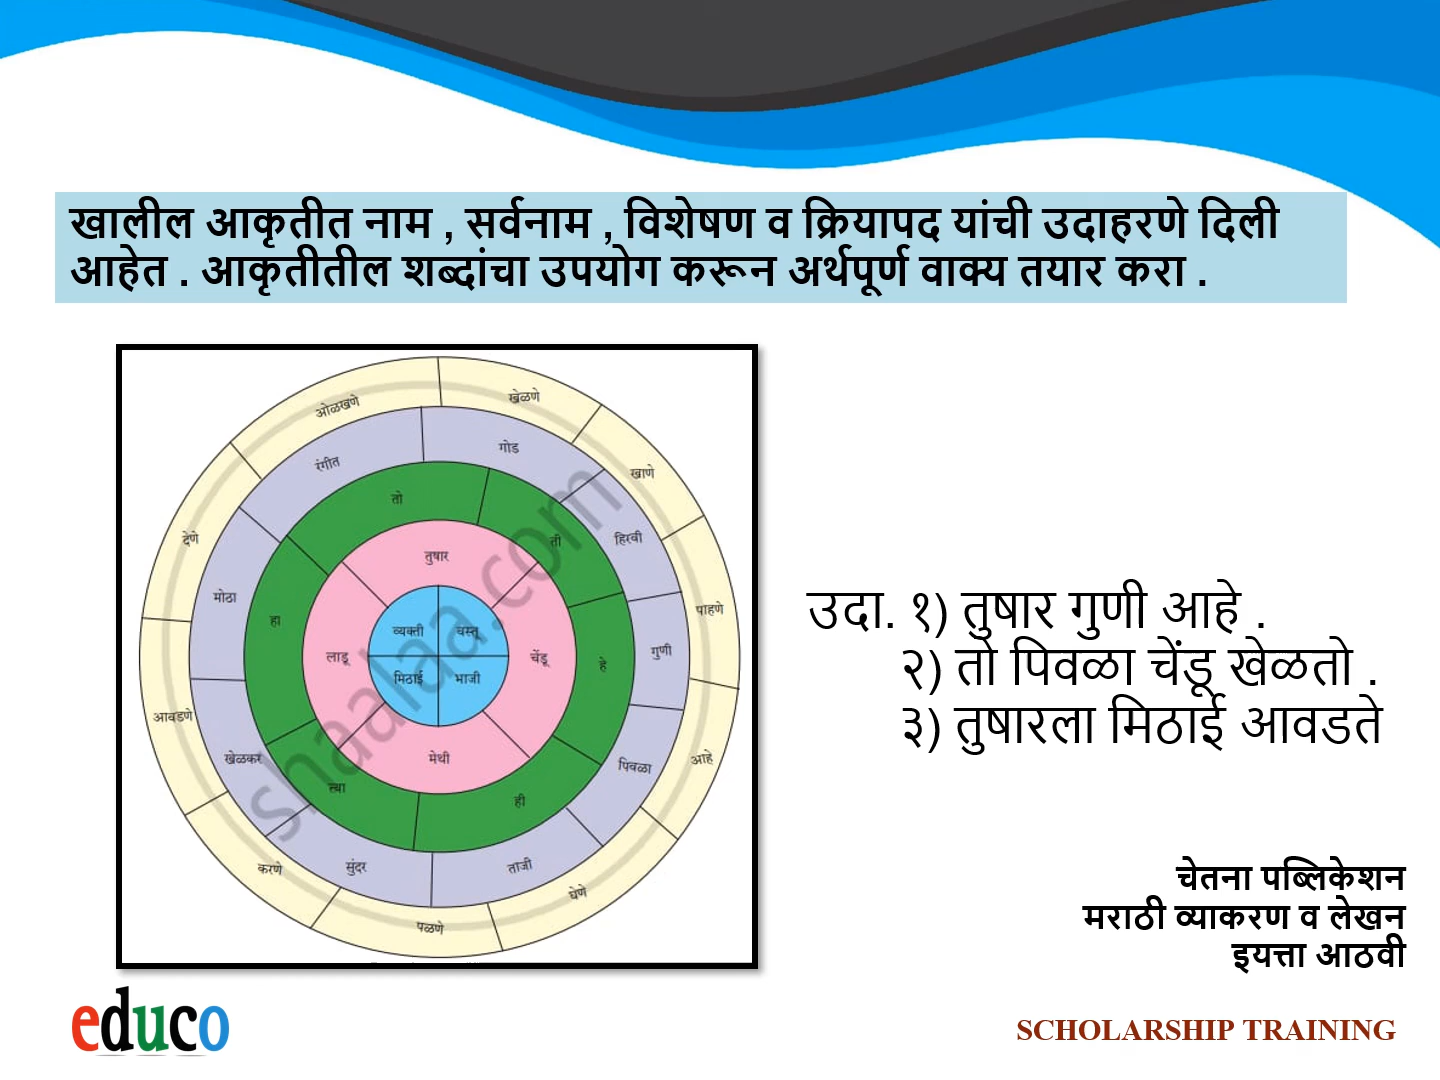 खालील आकृतीत नाम , सर्वनाम , विशेषण व क्रियापद यांची उदाहरणे दिली
आहेत . आकृतीतील शब्दांचा उपयोग करून अर्थपूर्ण वाक्य तयार करा .
ओळखणे
खेळणे
खाणे
पाहणे
आहे
घेणे
पळणे
करणे
आवडणे
देणे
रंगीत
गोड
हिरवी
गुणी
पिवळा
ताजी
सुंदर
खेळकर
मोठा
तो
ती
हे
ही
त्या
हा
तुषार
चेंडू
मेथी
लाडू
व्यक्ती
वस्तू
मिठाई
भाजी
shaalaa.com
उदा. १) तुषार गुणी आहे .
२) तो पिवळा चेंडू खेळतो .
३) तुषारला मिठाई आवडते
चेतना पब्लिकेशन
मराठी व्याकरण व लेखन
इयत्ता आठवी
educo
SCHOLARSHIP TRAINING